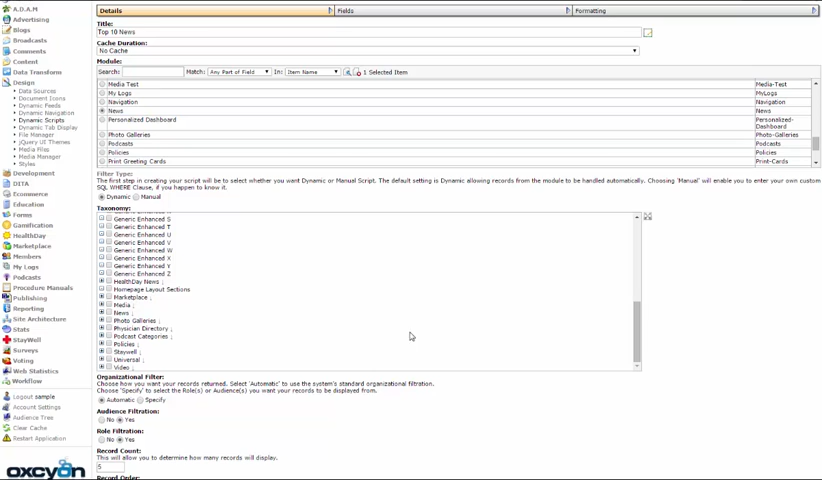 A.D.A.M
Advertising
Blogs
Broadcasts
Comments
Content
Data Transform
Design
Data Sources
Document Icons
Dynamic Feeds
Dynamic Navigation
Dynamic Scripts
Dynamic Tab Display
File Manager
jQuery UI Themes
Media Files
Media Manager
Styles
Development
DITA
Ecommerce
Education
Forms
Gamification
HealthDay
Marketplace
Members
My Logs
Podcasts
Procedure Manuals
Publishing
Reporting
Site Architecture
Stats
StayWell
Surveys
Voting
Web Statistics
Workflow
Logout sample
Account Settings
Audience Tree
Clear Cache
Restart Application
oxcyon
Details Fields Formatting
Title:
Top 10 News
Cache Duration:
No Cache
Module:
Search: Match: Any Part of Field In: Item Name 1 Selected Item
Media Test Media-Test
My Logs MyLogs
Navigation Navigation
News News
Personalized Dashboard Personalized-
Dashboard
Photo Galleries Photo-Galleries
Podcasts Podcasts
Policies Policies
Print Greeting Cards Print-Cards
Filter Type:
The first step in creating your script will be to select whether you want Dynamic or Manual Script. The default setting is Dynamic allowing records from the module to be handled automatically. Choosing 'Manual' will enable you to enter your own custom
SQL WHERE Clause, if you happen to know it.
Dynamic Manual
Taxonomy:
Generic Enhanced S
Generic Enhanced T
Generic Enhanced U
Generic Enhanced V
Generic Enhanced W
Generic Enhanced X
Generic Enhanced Y
Generic Enhanced Z
HealthDay News
Homepage Layout Sections
Marketplace
Media
News
Photo Galleries
Physician Directory
Podcast Categories
Policies
Staywell
Universal
Video
Organizational Filter:
Choose how you want your records returned. Select 'Automatic' to use the system's standard organizational filtration.
Choose 'Specify' to select the Role(s) or Audience(s) you want your records to be displayed from.
Automatic Specify
Audience Filtration:
No Yes
Role Filtration:
No Yes
Record Count:
This will allow you to determine how many records will display.
5
Record Order: